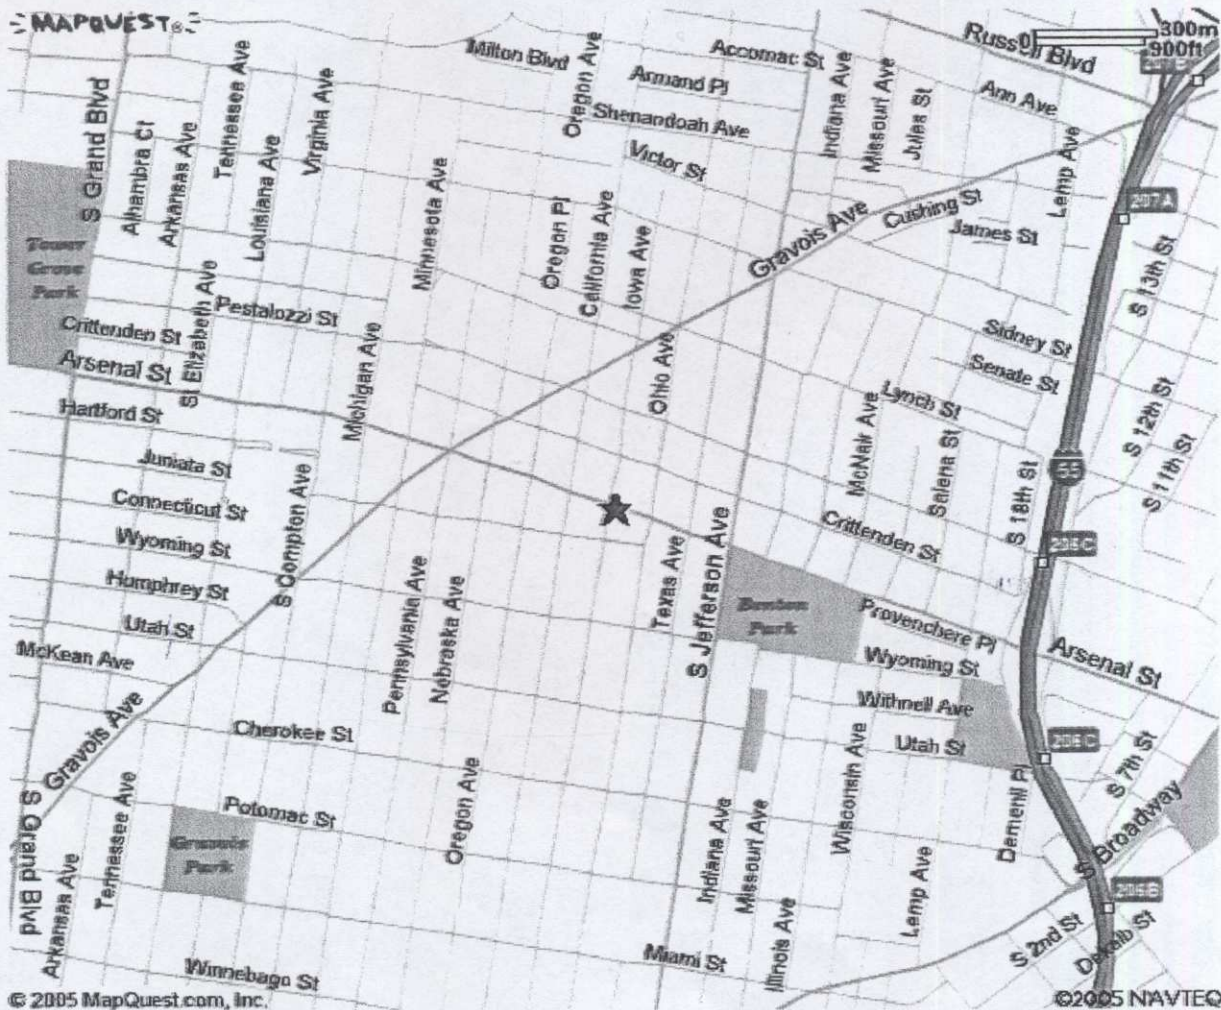 MAPQUEST®
300m
900ft
0
Russell Blvd
Milton Blvd
Oregon Ave
Accomac St
Armand Pl
Shenandoah Ave
Victor St
Indiana Ave
Missouri Ave
Jules St
Ann Ave
Lemp Ave
S Grand Blvd
Alhambra Ct
Arkansas Ave
Tennessee Ave
Louisiana Ave
Virginia Ave
Minnesota Ave
Oregon Pl
California Ave
Iowa Ave
Gravois Ave
Cushing St
James St
207A
S 13th St
Tower
Grove
Park
Crittenden St
Arsenal St
S Elizabeth Ave
Pestalozzi St
Michigan Ave
Ohio Ave
Sidney St
Senate St
Lynch St
S 12th St
S 11th St
Hartford St
Juniata St
Connecticut St
Wyoming St
Humphrey St
Utah St
McKean Ave
S Compton Ave
McNair Ave
Salena St
S 18th St
55
Crittenden St
206C
Pennsylvania Ave
Nebraska Ave
Texas Ave
S Jefferson Ave
Benton
Park
Provenchere Pl
Wyoming St
Arsenal St
Withnell Ave
Utah St
206C
S 7th St
Gravois Ave
Cherokee St
Potomac St
Gravois
Park
Oregon Ave
Wisconsin Ave
Demenil Pl
S Broadway
S Grand Blvd
Arkansas Ave
Tennessee Ave
Indiana Ave
Missouri Ave
Illinois Ave
Lemp Ave
206B
S 2nd St
Dekalb St
Miami St
Winnebago St
© 2005 MapQuest.com, Inc.
©2005 NAVTEQ